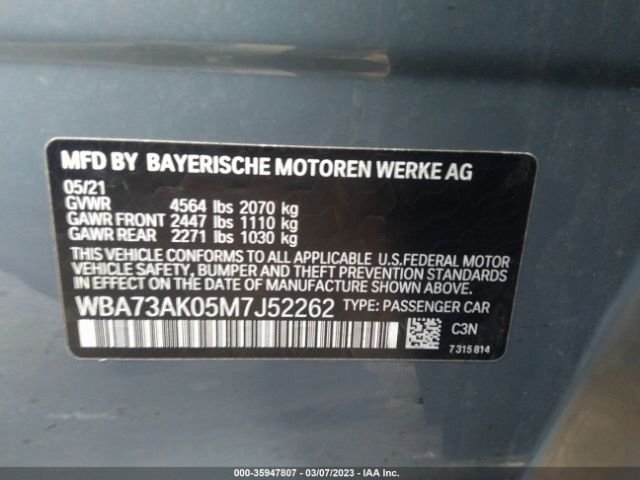 MFD BY BAYERISCHE MOTOREN WERKE AG
05/21
GVWR 4564 lbs 2070 kg
GAWR FRONT 2447 lbs 1110 kg
GAWR REAR 2271 lbs 1030 kg
THIS VEHICLE CONFORMS TO ALL APPLICABLE U.S.FEDERAL MOTOR
VEHICLE SAFETY, BUMPER AND THEFT PREVENTION STANDARDS IN
EFFECT ON THE DATE OF MANUFACTURE SHOWN ABOVE.
WBA73AK05M7J52262 TYPE: PASSENGER CAR
C3N
7315814
000-35947807 - 03/07/2023 - IAAI.COM